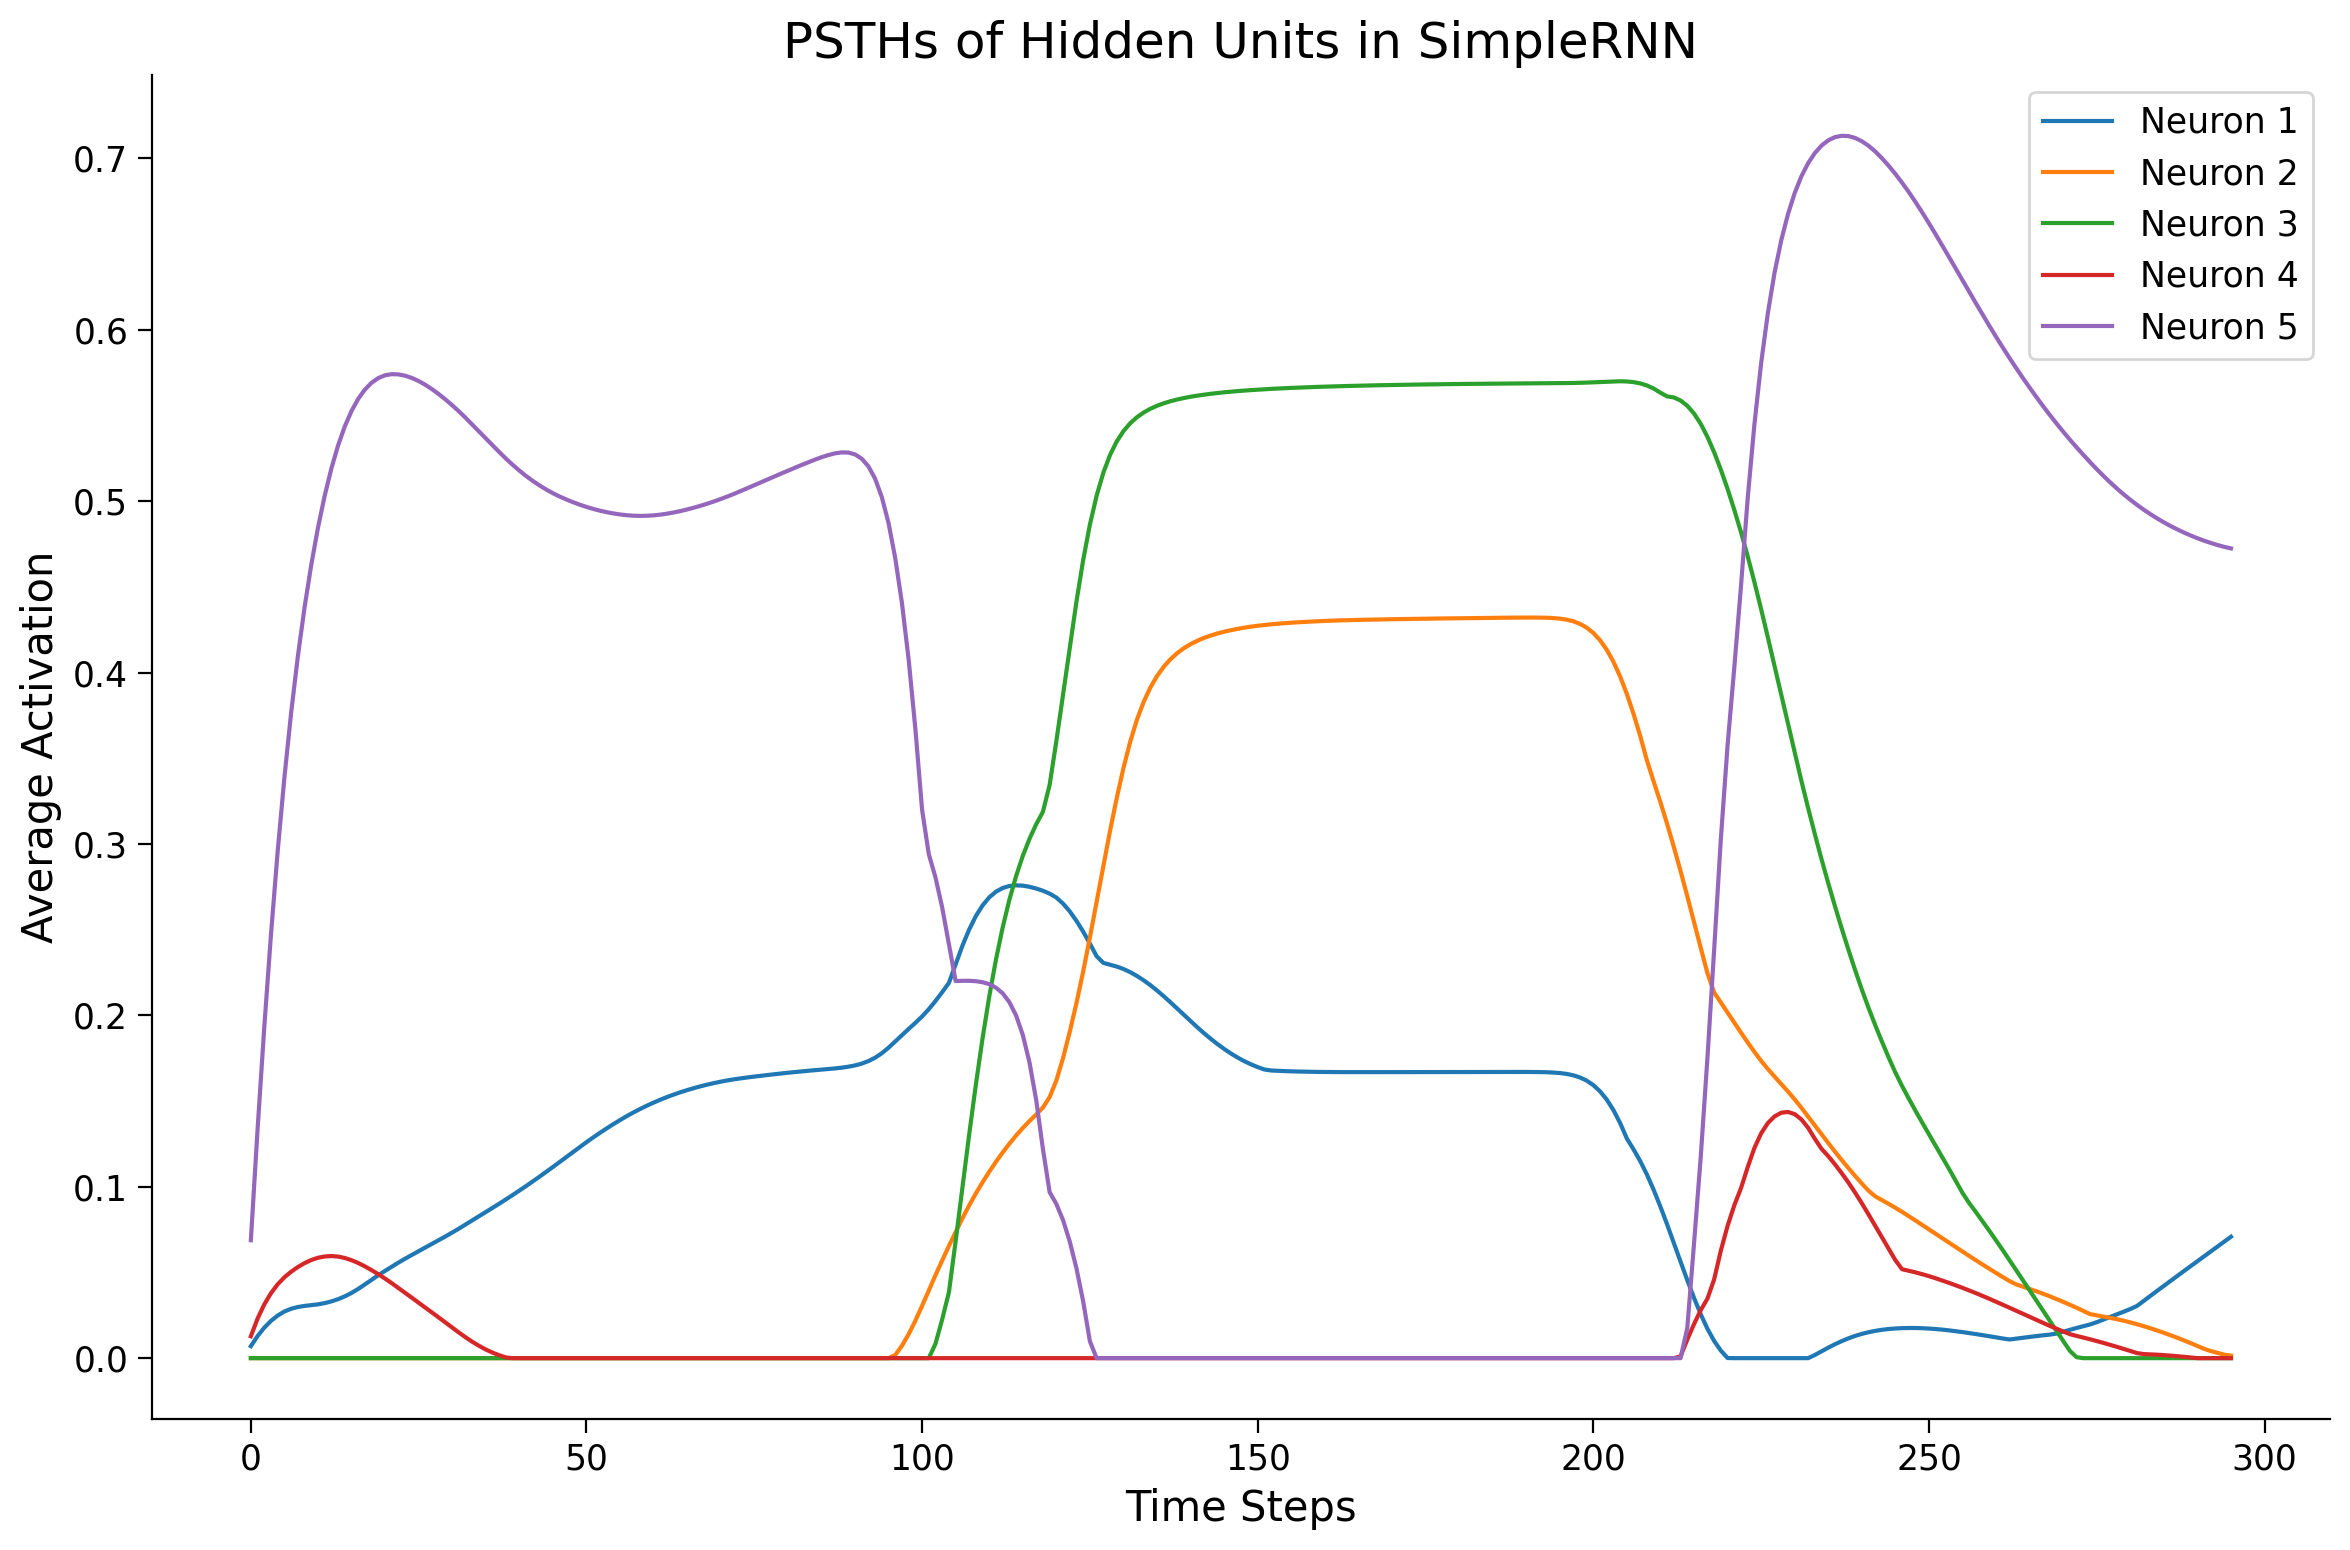 PSTHs of Hidden Units in SimpleRNN
Neuron 1
Neuron 2
Neuron 3
Neuron 4
Neuron 5
Average Activation
0.7
0.6
0.5
0.4
0.3
0.2
0.1
0.0
0 50 100 150 200 250 300
Time Steps